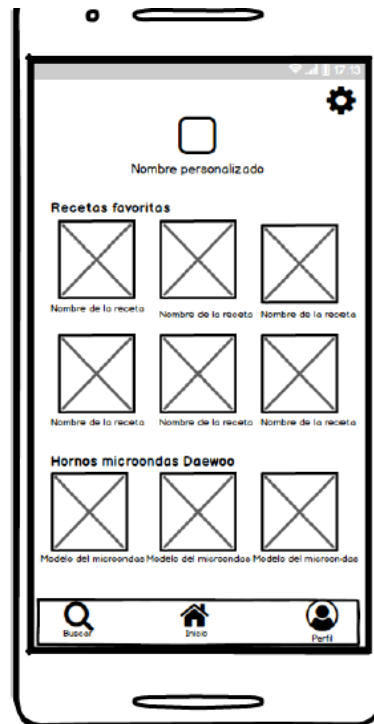 17:13
Nombre personalizado
Recetas favoritas
Nombre de la receta Nombre de la receta Nombre de la receta
Nombre de la receta Nombre de la receta Nombre de la receta
Hornos microondas Daewoo
Modelo del microondas Modelo del microondas Modelo del microondas
Buscar Inicio Perfil